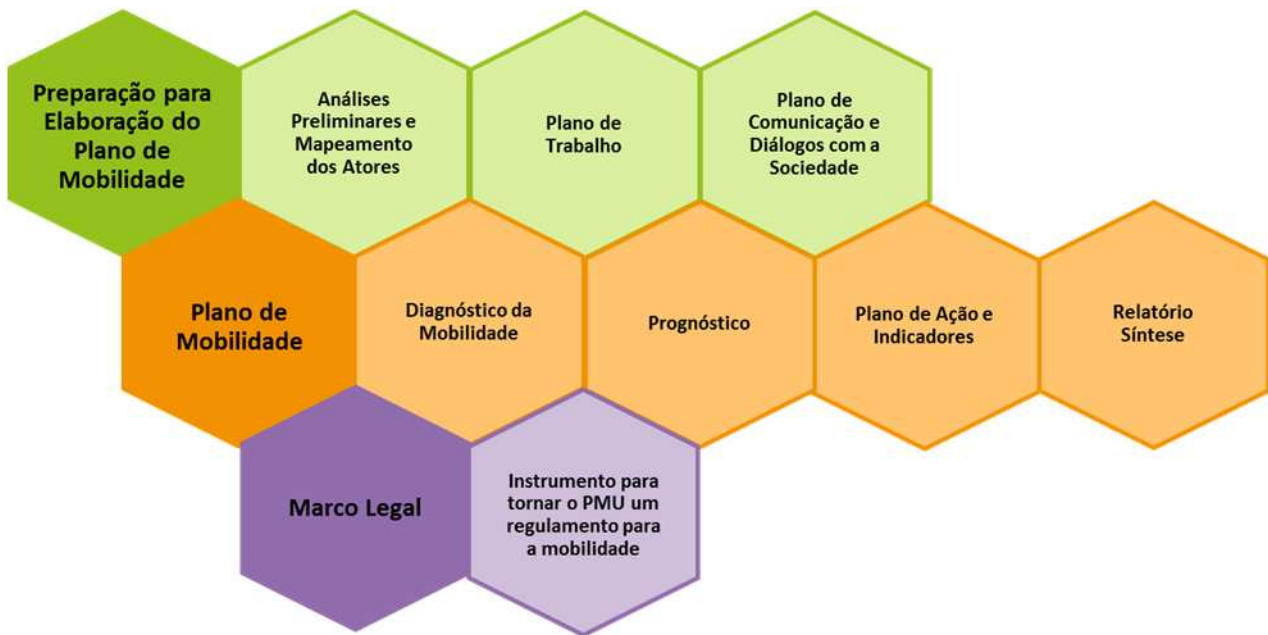 Preparação para
Elaboração do
Plano de
Mobilidade
Análises
Preliminares e
Mapeamento
dos Atores
Plano de
Trabalho
Plano de
Comunicação e
Diálogos com a
Sociedade
Plano de
Mobilidade
Diagnóstico da
Mobilidade
Prognóstico
Plano de Ação e
Indicadores
Relatório
Síntese
Marco Legal
Instrumento para
tornar o PMU um
regulamento para
a mobilidade